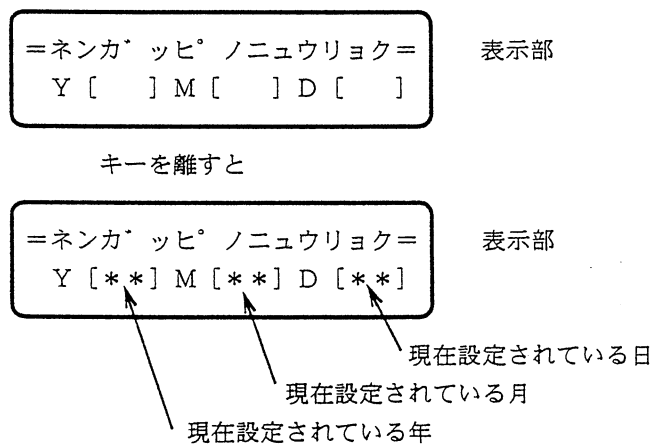 =ネンガッピ ノニュウリョク= 表示部
Y [　　] M [　　] D [　　]
キーを離すと
=ネンガッピ ノニュウリョク= 表示部
Y [**] M [**] D [**]
現在設定されている日
現在設定されている月
現在設定されている年